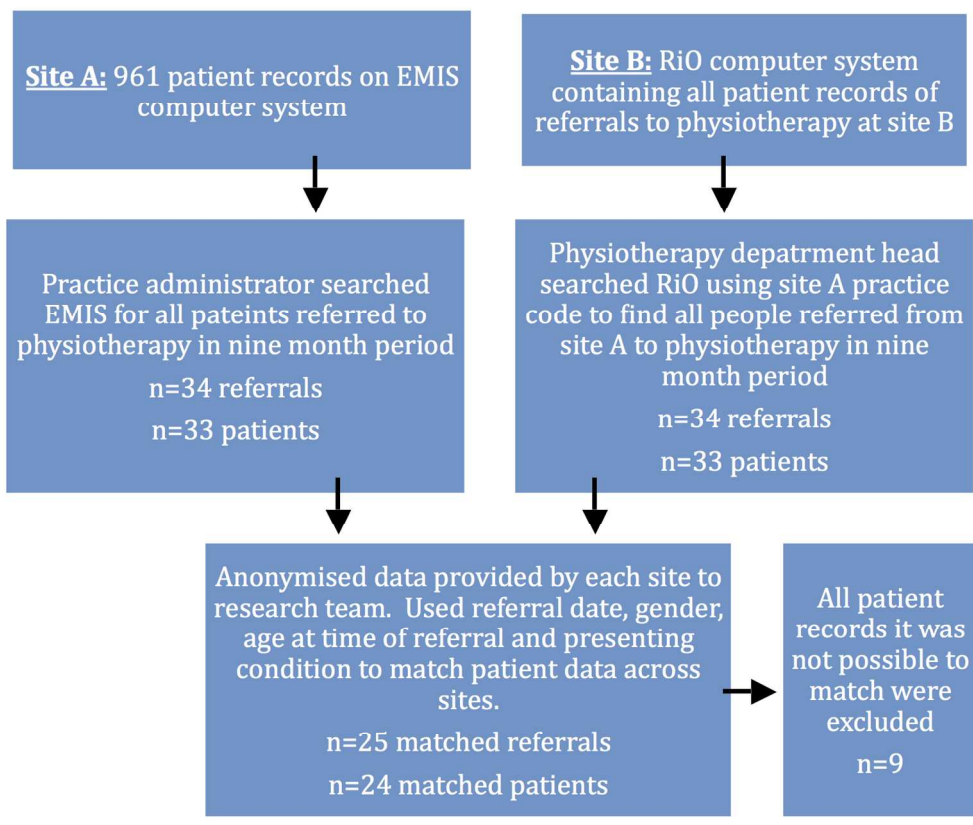 Site A: 961 patient records on EMIS
computer system
Site B: RiO computer system
containing all patient records of
referrals to physiotherapy at site B
Practice administrator searched
EMIS for all pateints referred to
physiotherapy in nine month period
n=34 referrals
n=33 patients
Physiotherapy depatrment head
searched RiO using site A practice
code to find all people referred from
site A to physiotherapy in nine
month period
n=34 referrals
n=33 patients
Anonymised data provided by each site to
research team. Used referral date, gender,
age at time of referral and presenting
condition to match patient data across
sites.
n=25 matched referrals
n=24 matched patients
All patient
records it was
not possible to
match were
excluded
n=9